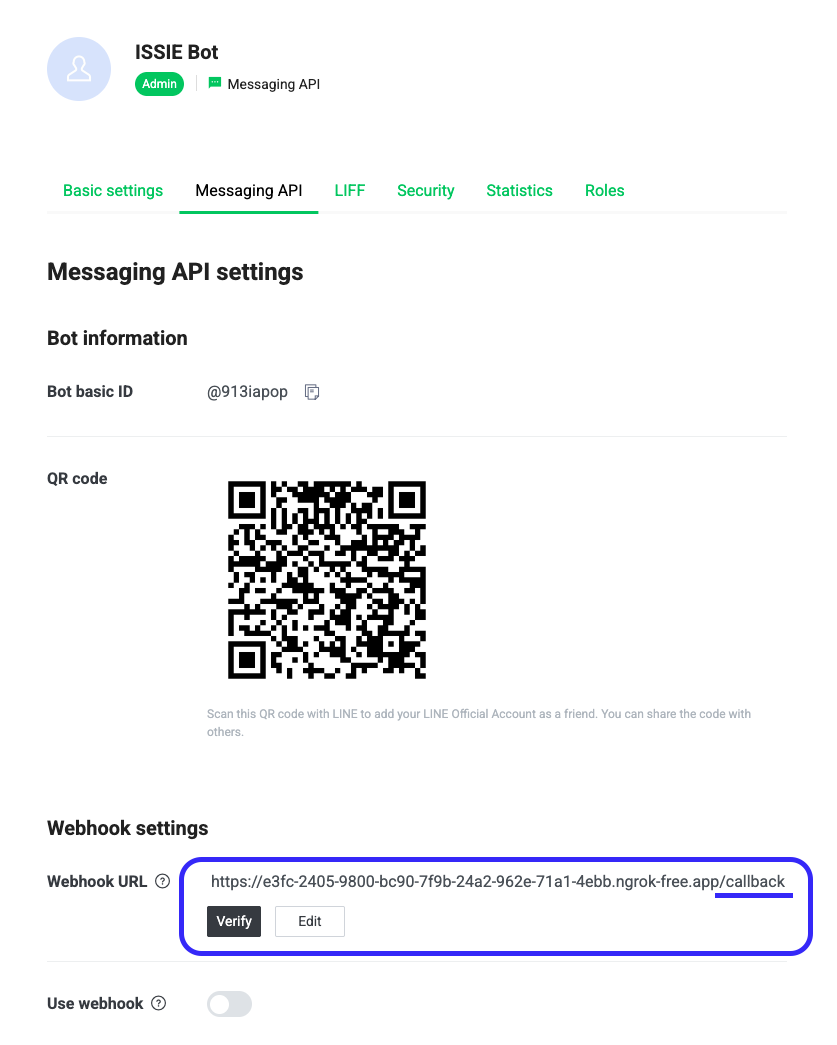 ISSIE Bot
Admin
Messaging API
Basic settings Messaging API LIFF Security Statistics Roles
Messaging API settings
Bot information
Bot basic ID @913iapop
QR code
Scan this QR code with LINE to add your LINE Official Account as a friend. You can share the code with
others.
Webhook settings
Webhook URL ? https://e3fc-2405-9800-bc90-7f9b-24a2-962e-71a1-4ebb.ngrok-free.app/callback
Verify Edit
Use webhook ?